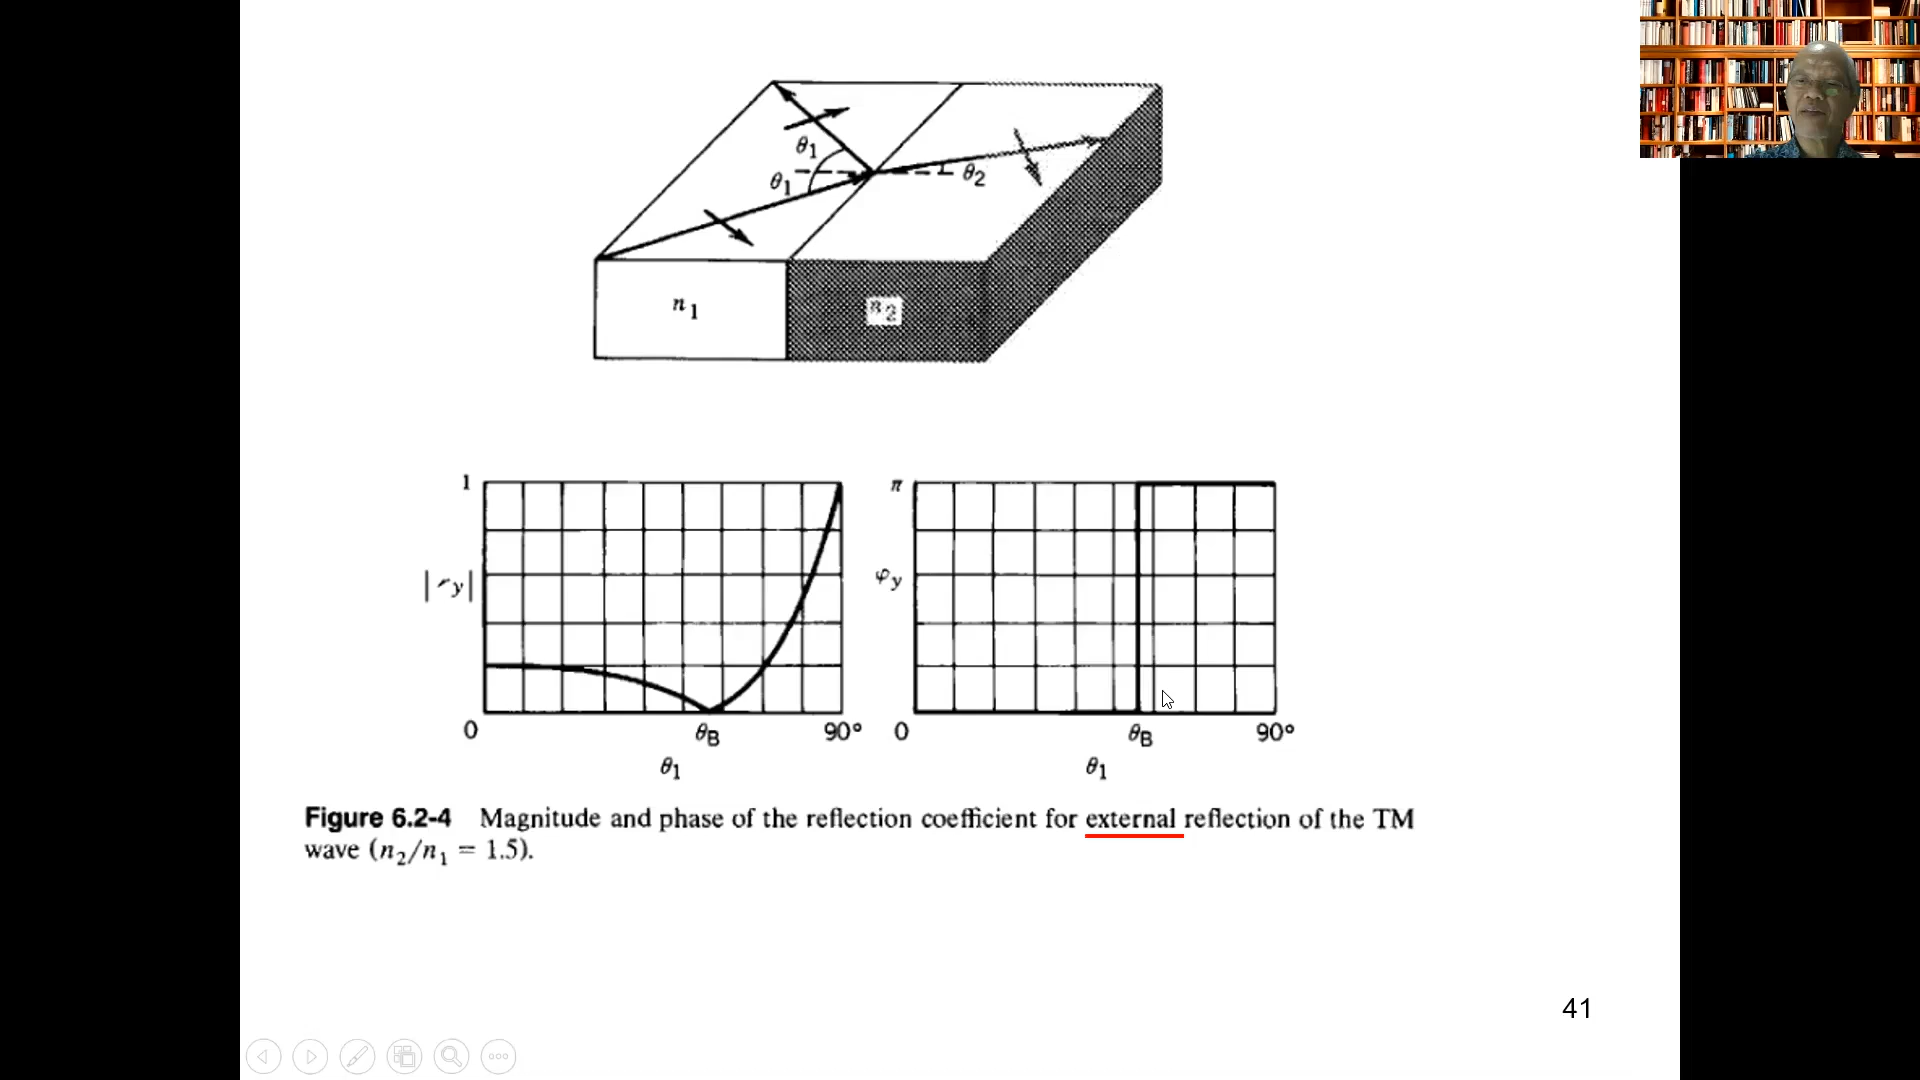 θ1
θ1
θ2
n1
n2
1
|𝓇y|
0
θB
90°
θ1
π
φy
0
θB
90°
θ1
Figure 6.2-4 Magnitude and phase of the reflection coefficient for external reflection of the TM
wave (n2/n1 = 1.5).
41